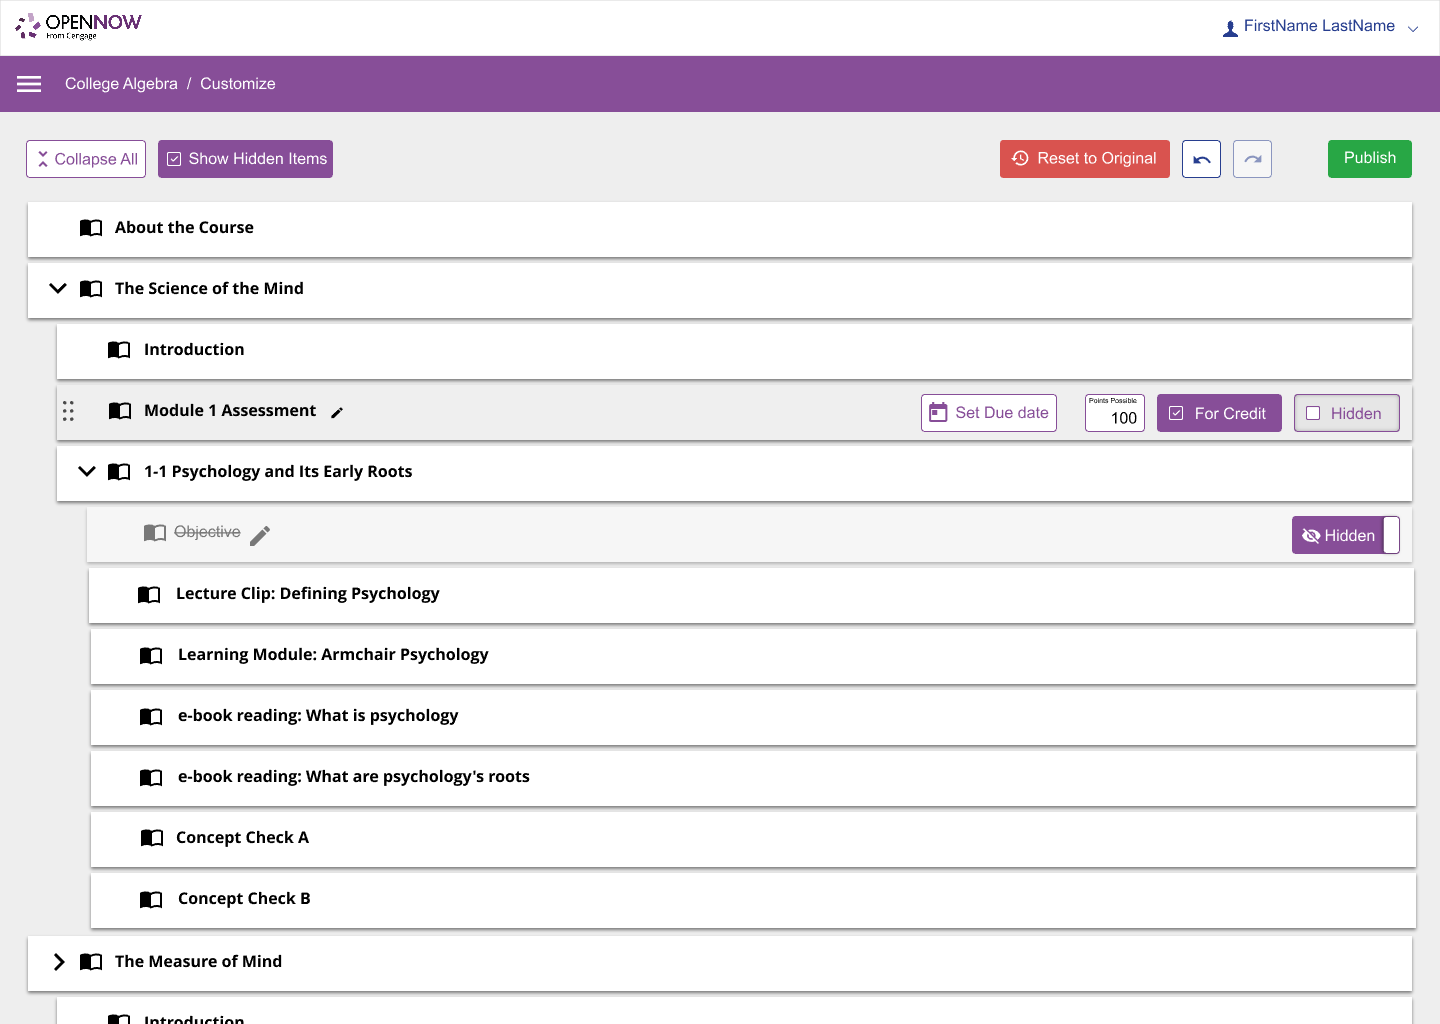 OPENNOW
From Cengage
FirstName LastName
College Algebra / Customize
Collapse All
Show Hidden Items
Reset to Original
Publish
About the Course
The Science of the Mind
Introduction
Module 1 Assessment
Set Due date
Points Possible
100
For Credit
Hidden
1-1 Psychology and Its Early Roots
Objective
Hidden
Lecture Clip: Defining Psychology
Learning Module: Armchair Psychology
e-book reading: What is psychology
e-book reading: What are psychology's roots
Concept Check A
Concept Check B
The Measure of Mind
Introduction